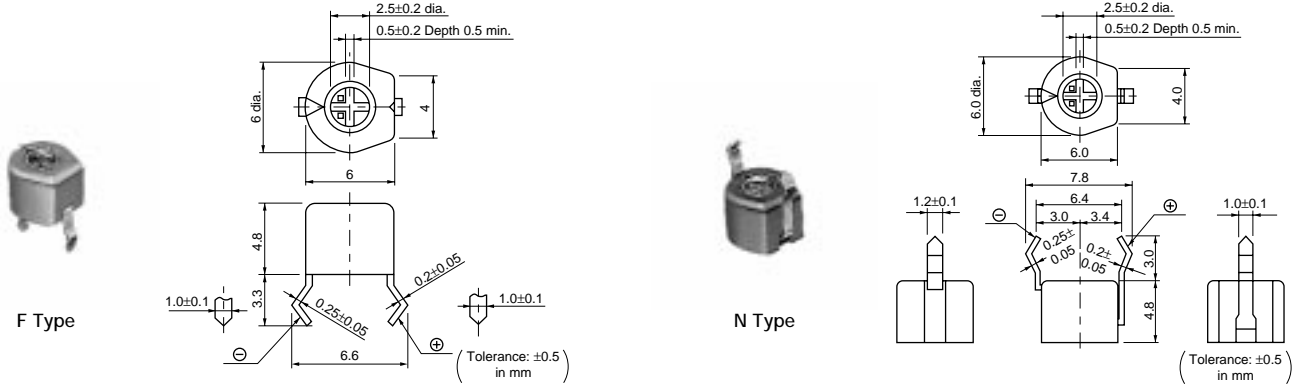 2.5±0.2 dia.
0.5±0.2 Depth 0.5 min.
6 dia.
4
6
4.8
3.3
1.0±0.1
0.25±0.05
0.2±0.05
1.0±0.1
⊖
⊕
6.6
(Tolerance: ±0.5
in mm)
F Type
2.5±0.2 dia.
0.5±0.2 Depth 0.5 min.
6.0 dia.
4.0
6.0
7.8
6.4
3.0
3.4
1.2±0.1
⊖
⊕
1.0±0.1
0.25±
0.05
0.2±
0.05
3.0
4.8
(Tolerance: ±0.5
in mm)
N Type